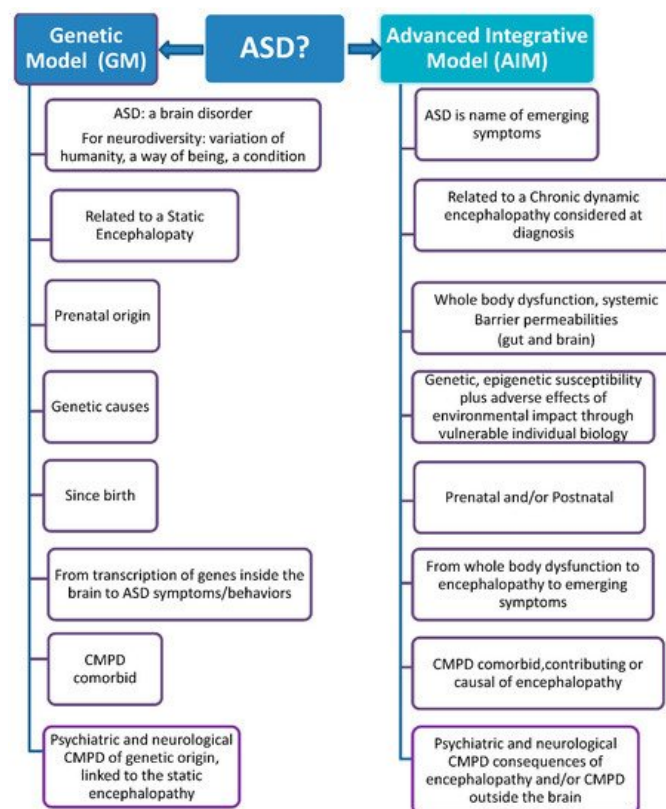 Genetic
Model (GM)
ASD?
Advanced Integrative
Model (AIM)
ASD: a brain disorder
For neurodiversity: variation of
humanity, a way of being, a condition
Related to a Static
Encephalopaty
Prenatal origin
Genetic causes
Since birth
From transcription of genes inside the
brain to ASD symptoms/behaviors
CMPD
comorbid
Psychiatric and neurological
CMPD of genetic origin,
linked to the static
encephalopathy
ASD is name of emerging
symptoms
Related to a Chronic dynamic
encephalopathy considered at
diagnosis
Whole body dysfunction, systemic
Barrier permeabilities
(gut and brain)
Genetic, epigenetic susceptibility
plus adverse effects of
environmental impact through
vulnerable individual biology
Prenatal and/or Postnatal
From whole body dysfunction to
encephalopathy to emerging
symptoms
CMPD comorbid,contributing or
causal of encephalopathy
Psychiatric and neurological
CMPD consequences of
encephalopathy and/or CMPD
outside the brain